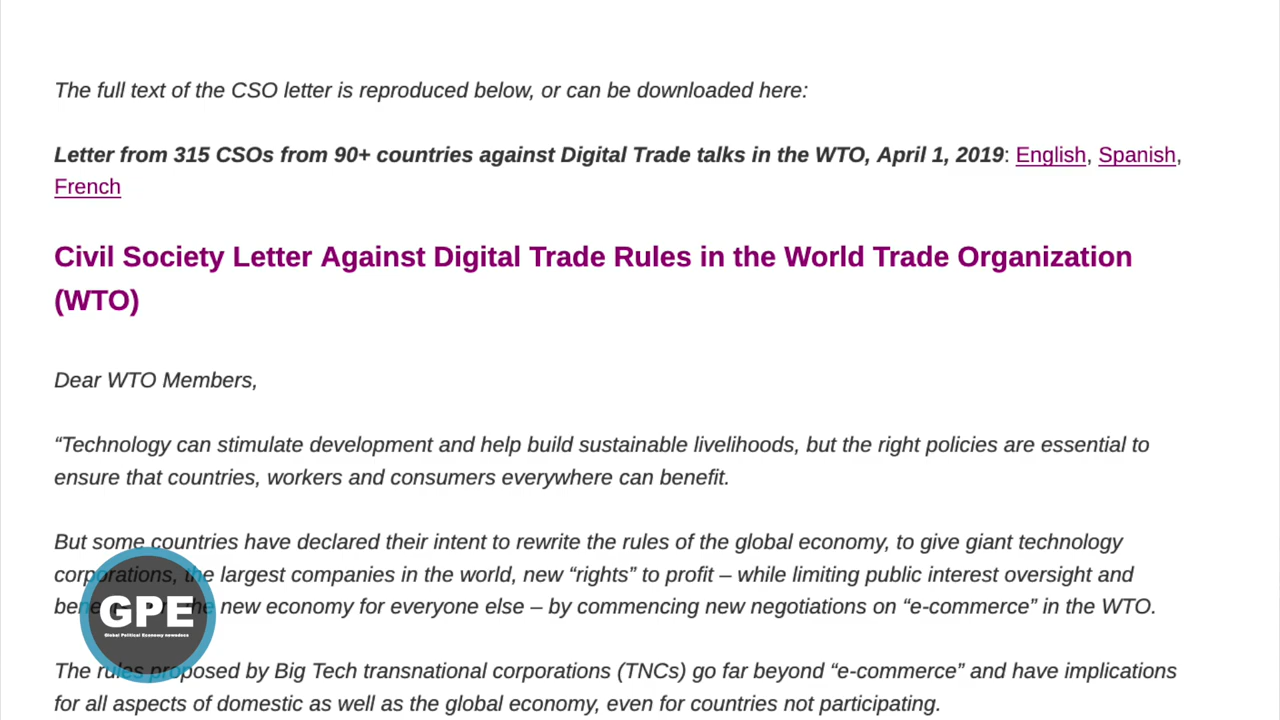 The full text of the CSO letter is reproduced below, or can be downloaded here:
Letter from 315 CSOs from 90+ countries against Digital Trade talks in the WTO, April 1, 2019: English, Spanish,
French
Civil Society Letter Against Digital Trade Rules in the World Trade Organization
(WTO)
Dear WTO Members,
“Technology can stimulate development and help build sustainable livelihoods, but the right policies are essential to
ensure that countries, workers and consumers everywhere can benefit.
But some countries have declared their intent to rewrite the rules of the global economy, to give giant technology
corporations, the largest companies in the world, new “rights” to profit – while limiting public interest oversight and
new economy for everyone else – by commencing new negotiations on “e-commerce” in the WTO.
GPE
Global Political Economy newsdocs
The rules proposed by Big Tech transnational corporations (TNCs) go far beyond “e-commerce” and have implications
for all aspects of domestic as well as the global economy, even for countries not participating.